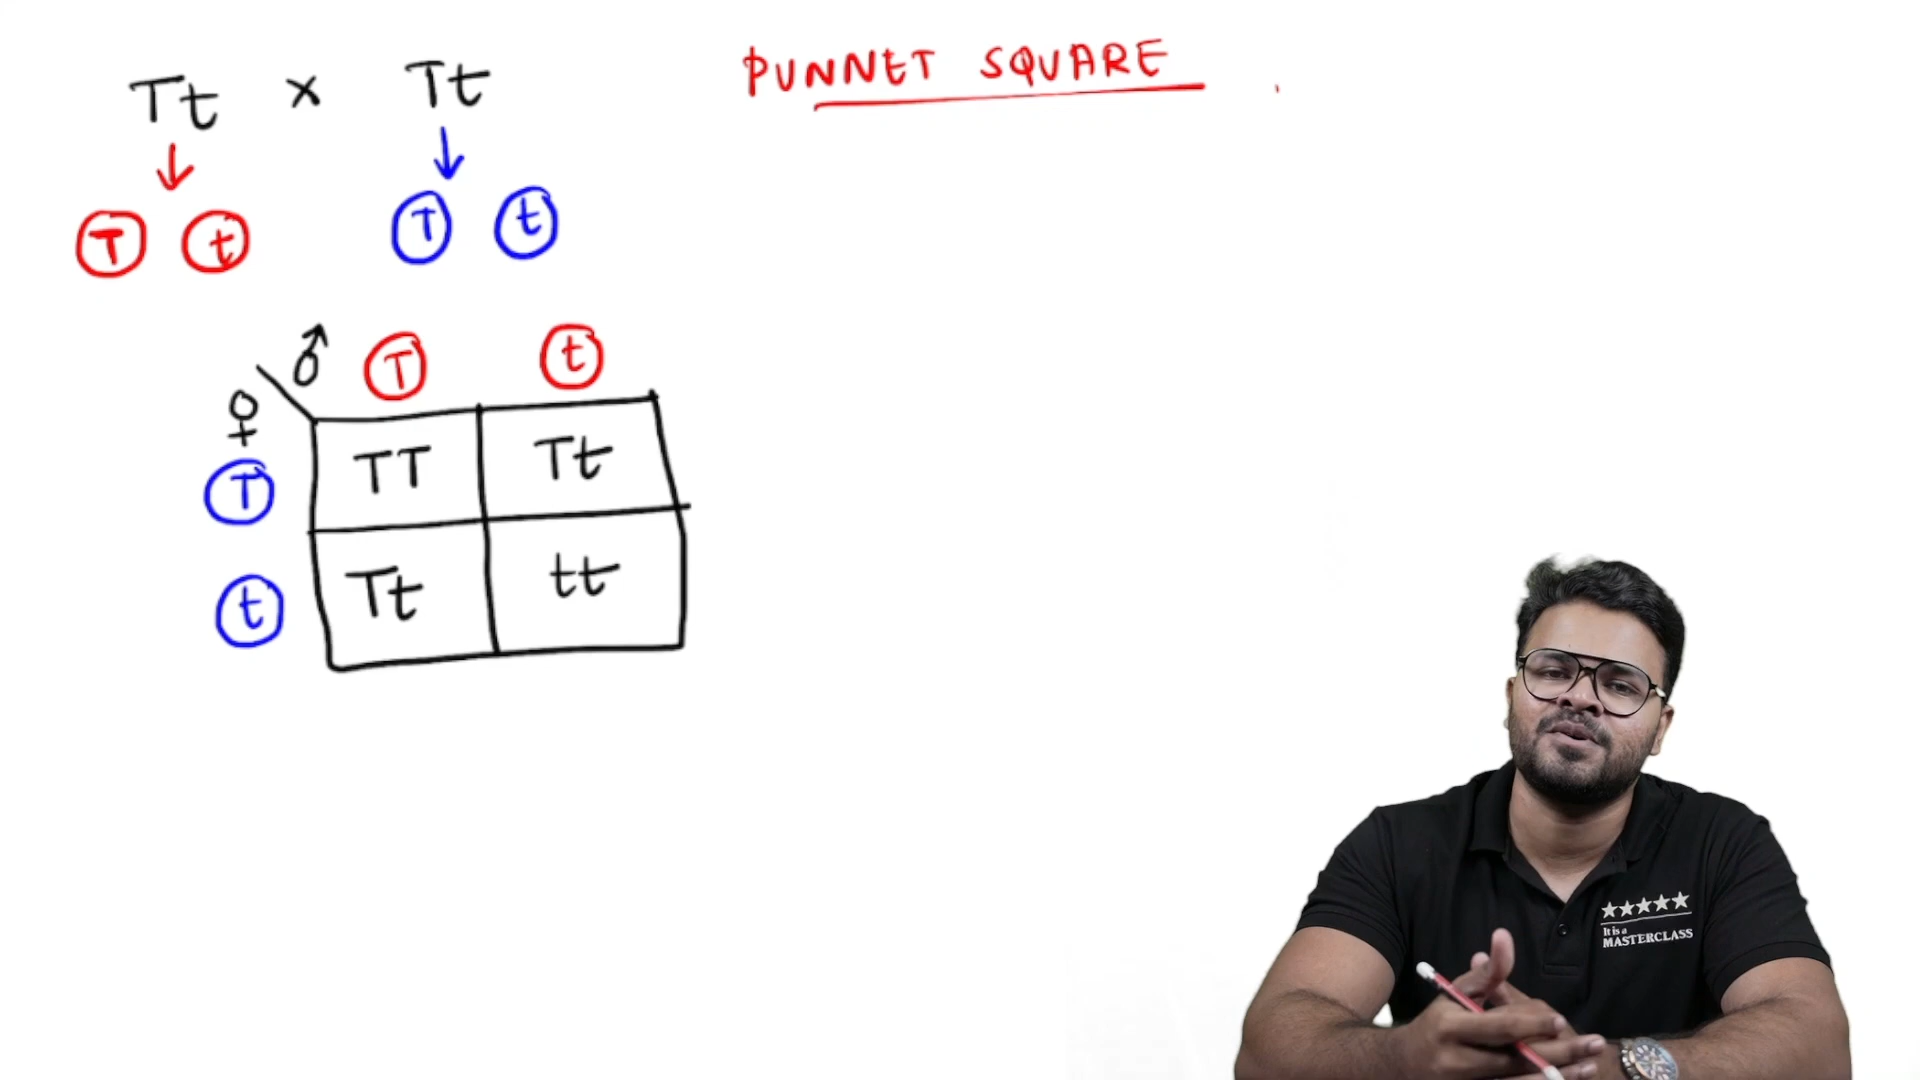 Tt × Tt
PUNNET SQUARE
T t T t
♂ T t
♀
T TT Tt
t Tt tt
★★★★★
It is a
MASTERCLASS